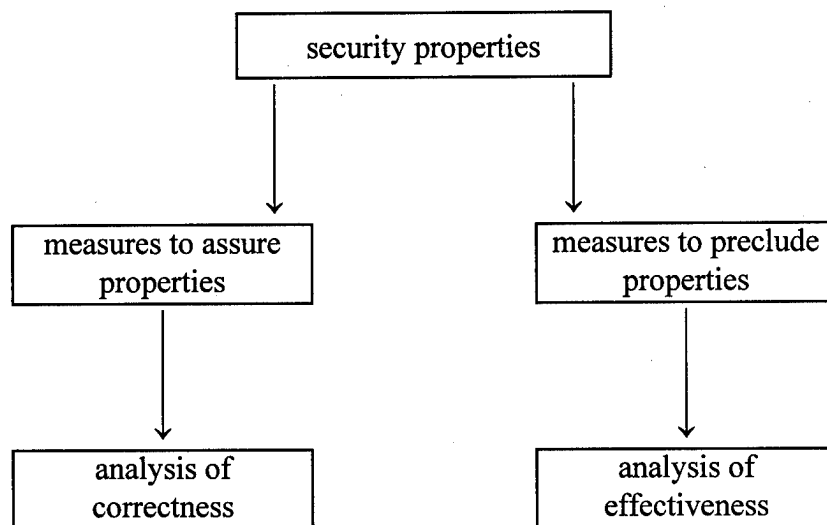 security properties
measures to assure
properties
measures to preclude
properties
analysis of
correctness
analysis of
effectiveness